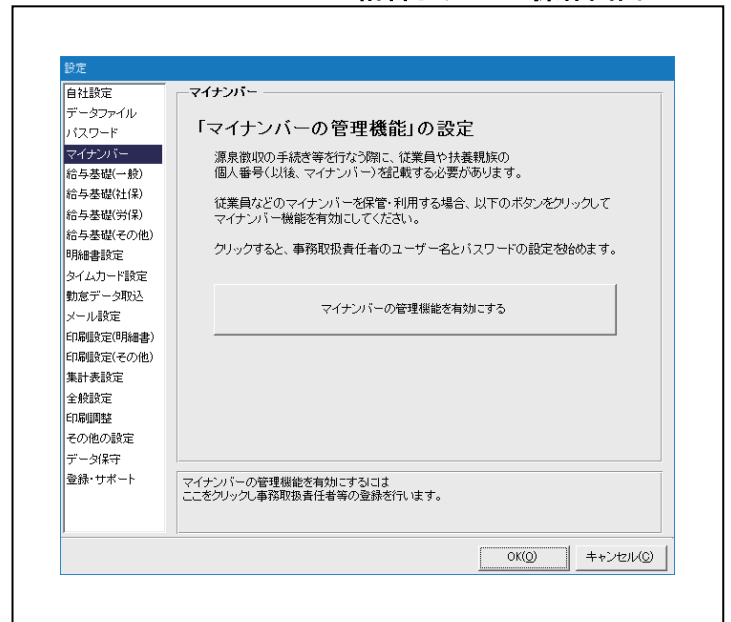 設定
自社設定
データファイル
パスワード
マイナンバー
給与基礎(一般)
給与基礎(社保)
給与基礎(労保)
給与基礎(その他)
明細書設定
タイムカード設定
勤怠データ取込
メール設定
印刷設定(明細書)
印刷設定(その他)
集計表設定
全般設定
印刷調整
その他の設定
データ保守
登録・サポート
マイナンバー
「マイナンバーの管理機能」の設定
源泉徴収の手続き等を行なう際に、従業員や扶養親族の
個人番号(以後、マイナンバー)を記載する必要があります。
従業員などのマイナンバーを保管・利用する場合、以下のボタンをクリックして
マイナンバー機能を有効にしてください。
クリックすると、事務取扱責任者のユーザー名とパスワードの設定を始めます。
マイナンバーの管理機能を有効にする
マイナンバーの管理機能を有効にするには
ここをクリックし事務取扱責任者等の登録を行います。
OK(O)
キャンセル(C)